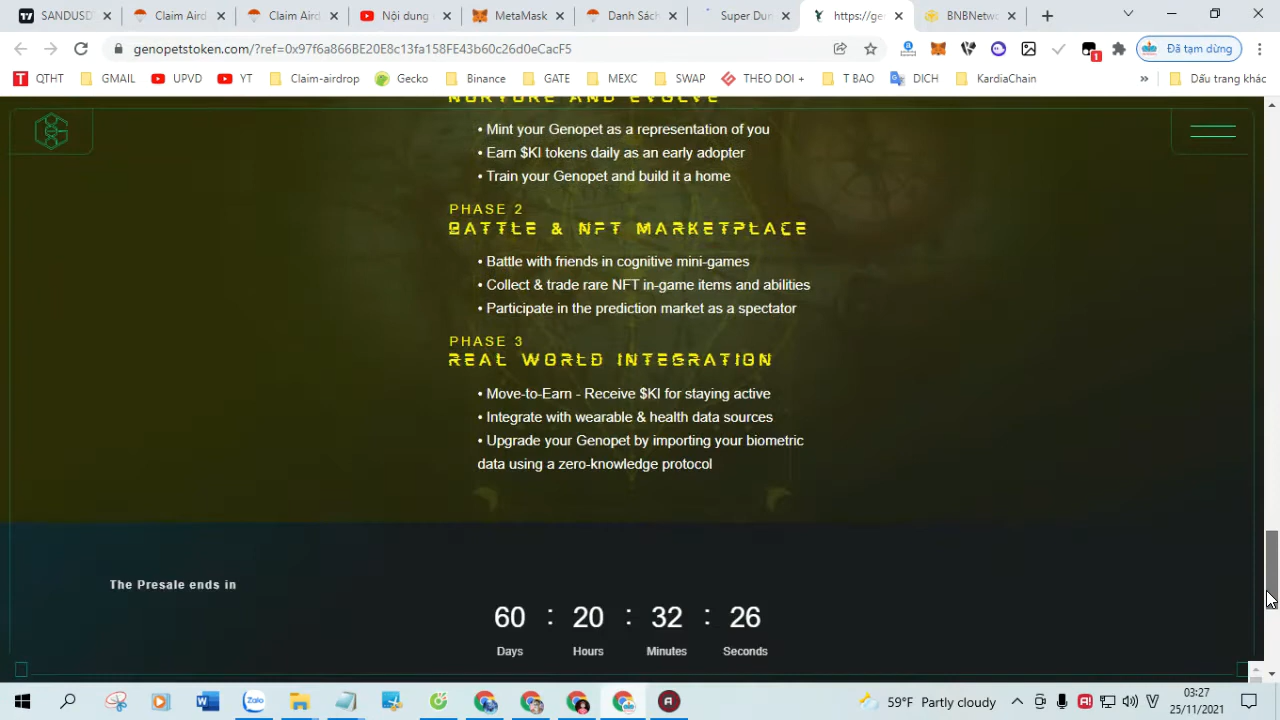 SANDUSD
Claim Aird
Claim Aird
Nội dung
MetaMask
Danh Sách
Super Dun
https://ge
BNBNetwo
genopetstoken.com/?ref=0x97f6a866BE20E8c13fa158FE43b60c26d0eCacF5
1
Đã tạm dừng
QTHT
GMAIL
UPVD
YT
Claim-airdrop
Gecko
Binance
GATE
MEXC
SWAP
THEO DOI +
T BAO
DICH
KardiaChain
»
Dấu trang khác
NURTURE AND EVOLVE
• Mint your Genopet as a representation of you
• Earn $KI tokens daily as an early adopter
• Train your Genopet and build it a home
PHASE 2
BATTLE & NFT MARKETPLACE
• Battle with friends in cognitive mini-games
• Collect & trade rare NFT in-game items and abilities
• Participate in the prediction market as a spectator
PHASE 3
REAL WORLD INTEGRATION
• Move-to-Earn - Receive $KI for staying active
• Integrate with wearable & health data sources
• Upgrade your Genopet by importing your biometric
data using a zero-knowledge protocol
The Presale ends in
60 : 20 : 32 : 26
Days Hours Minutes Seconds
Zalo
59°F Partly cloudy
03:27
25/11/2021